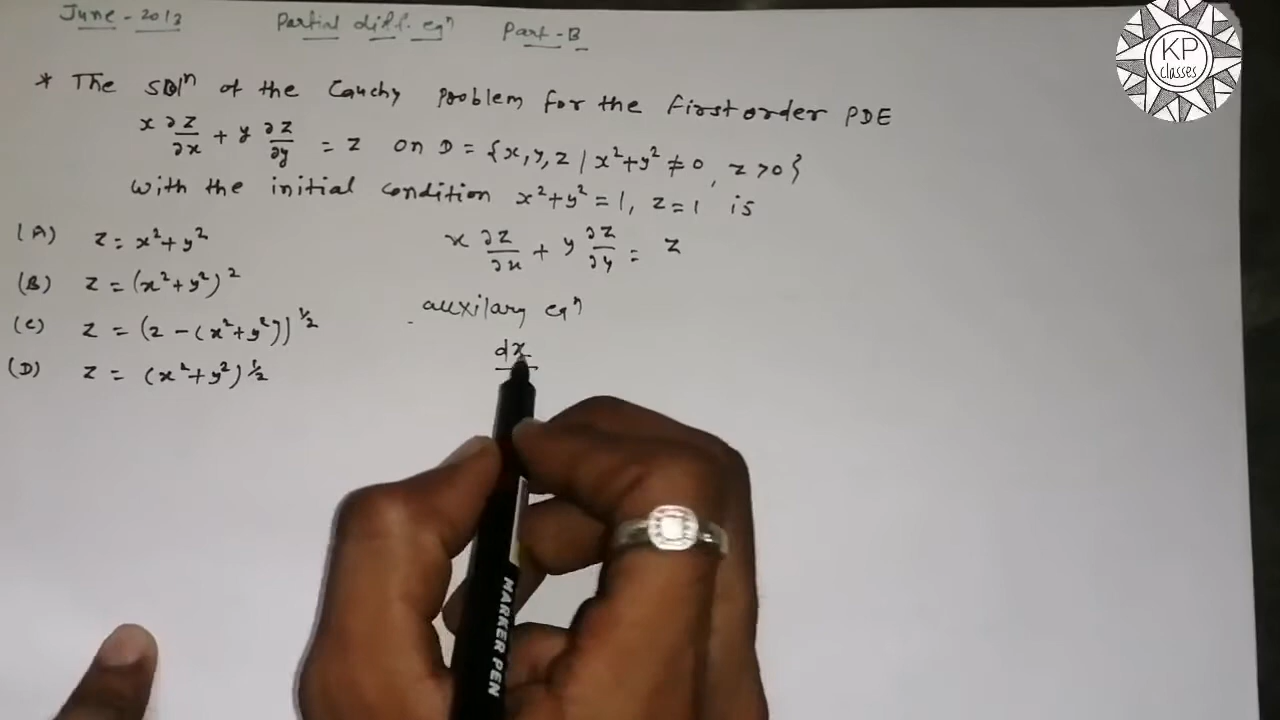 June - 2013 Partial diff. eqⁿ Part-B
KP classes
* The solⁿ of the Cauchy problem for the first order PDE
x ∂z/∂x + y ∂z/∂y = z on D = {x, y, z | x² + y² ≠ 0, z > 0}
with the initial condition x² + y² = 1, z = 1 is
(A) z = x² + y²
(B) z = (x² + y²)²
(C) z = (2 - (x² + y²))^1/2
(D) z = (x² + y²)^1/2
x ∂z/∂x + y ∂z/∂y = z
auxilary eqⁿ
dx
MARKER PEN